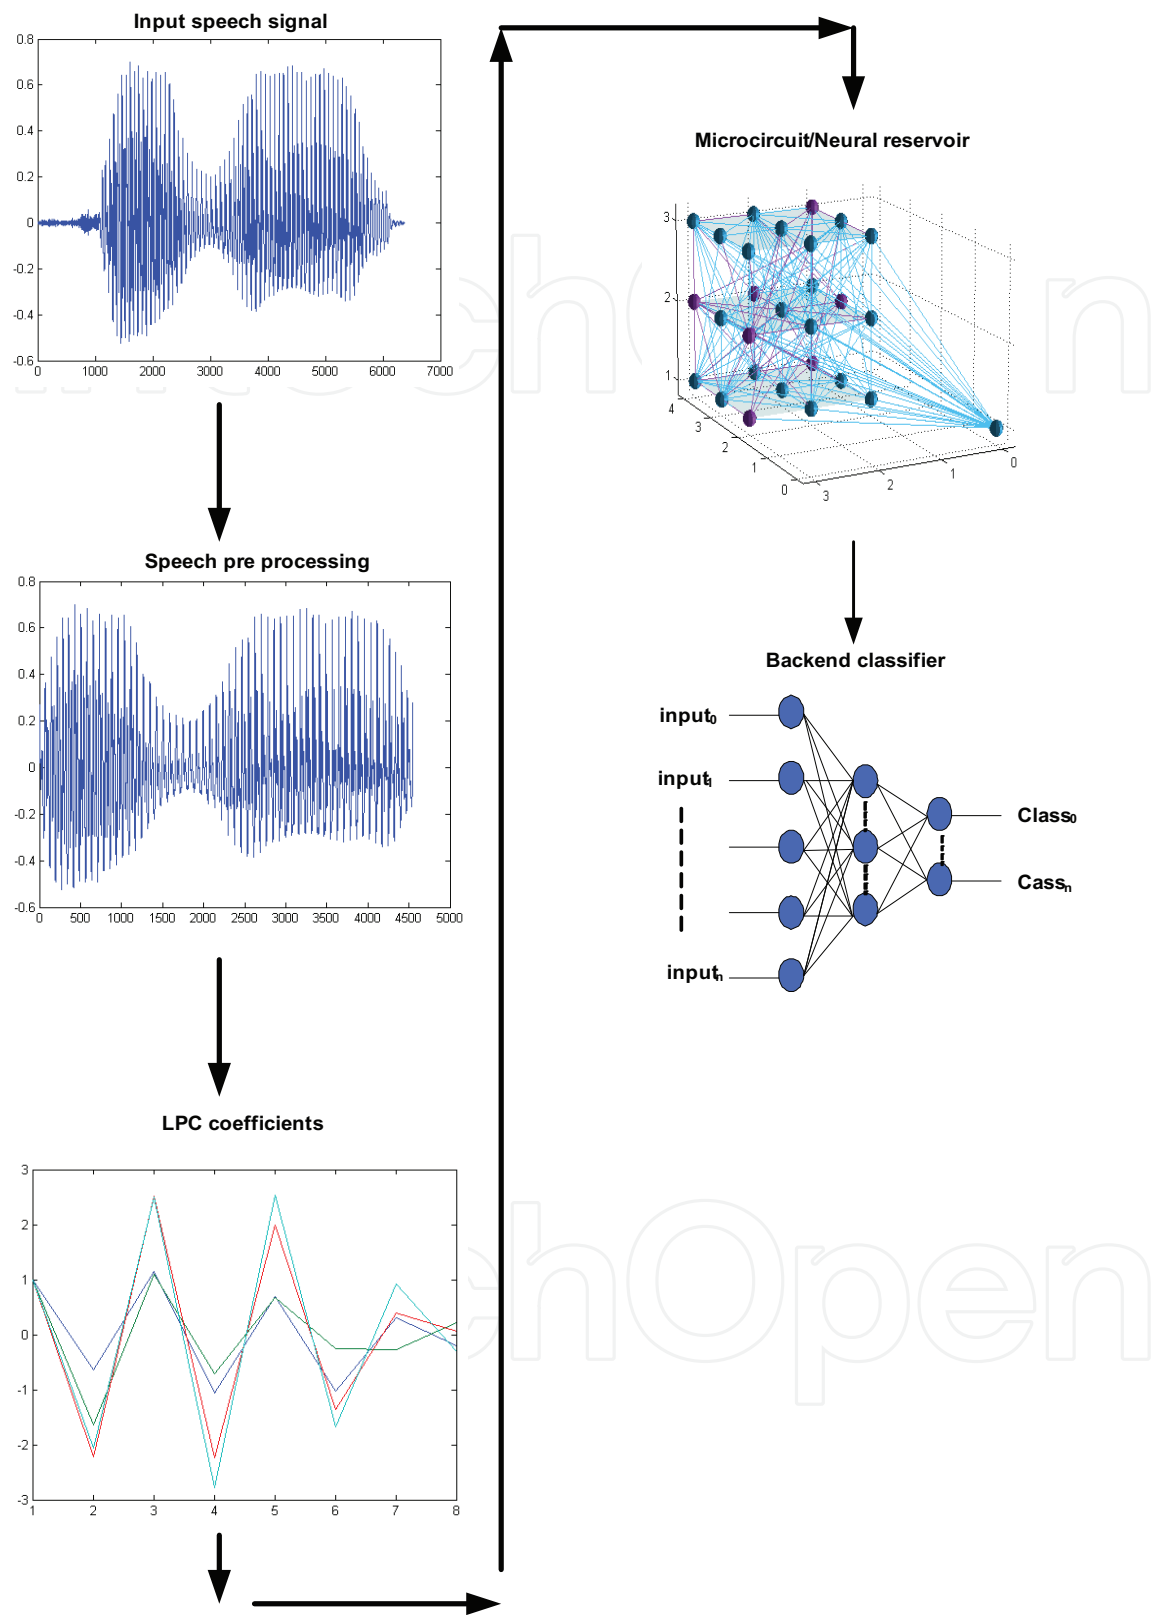 Input speech signal
0.8
0.6
0.4
0.2
0
-0.2
-0.4
-0.6
0 1000 2000 3000 4000 5000 6000 7000
Speech pre processing
0.8
0.6
0.4
0.2
0
-0.2
-0.4
-0.6
0 500 1000 1500 2000 2500 3000 3500 4000 4500 5000
LPC coefficients
3
2
1
0
-1
-2
-3
1 2 3 4 5 6 7 8
Microcircuit/Neural reservoir
3
2
1
4
3
2
1
0
3 2 1 0
Backend classifier
input0
input1
inputn
Class0
Cassn
InTechOpen
InTechOpen